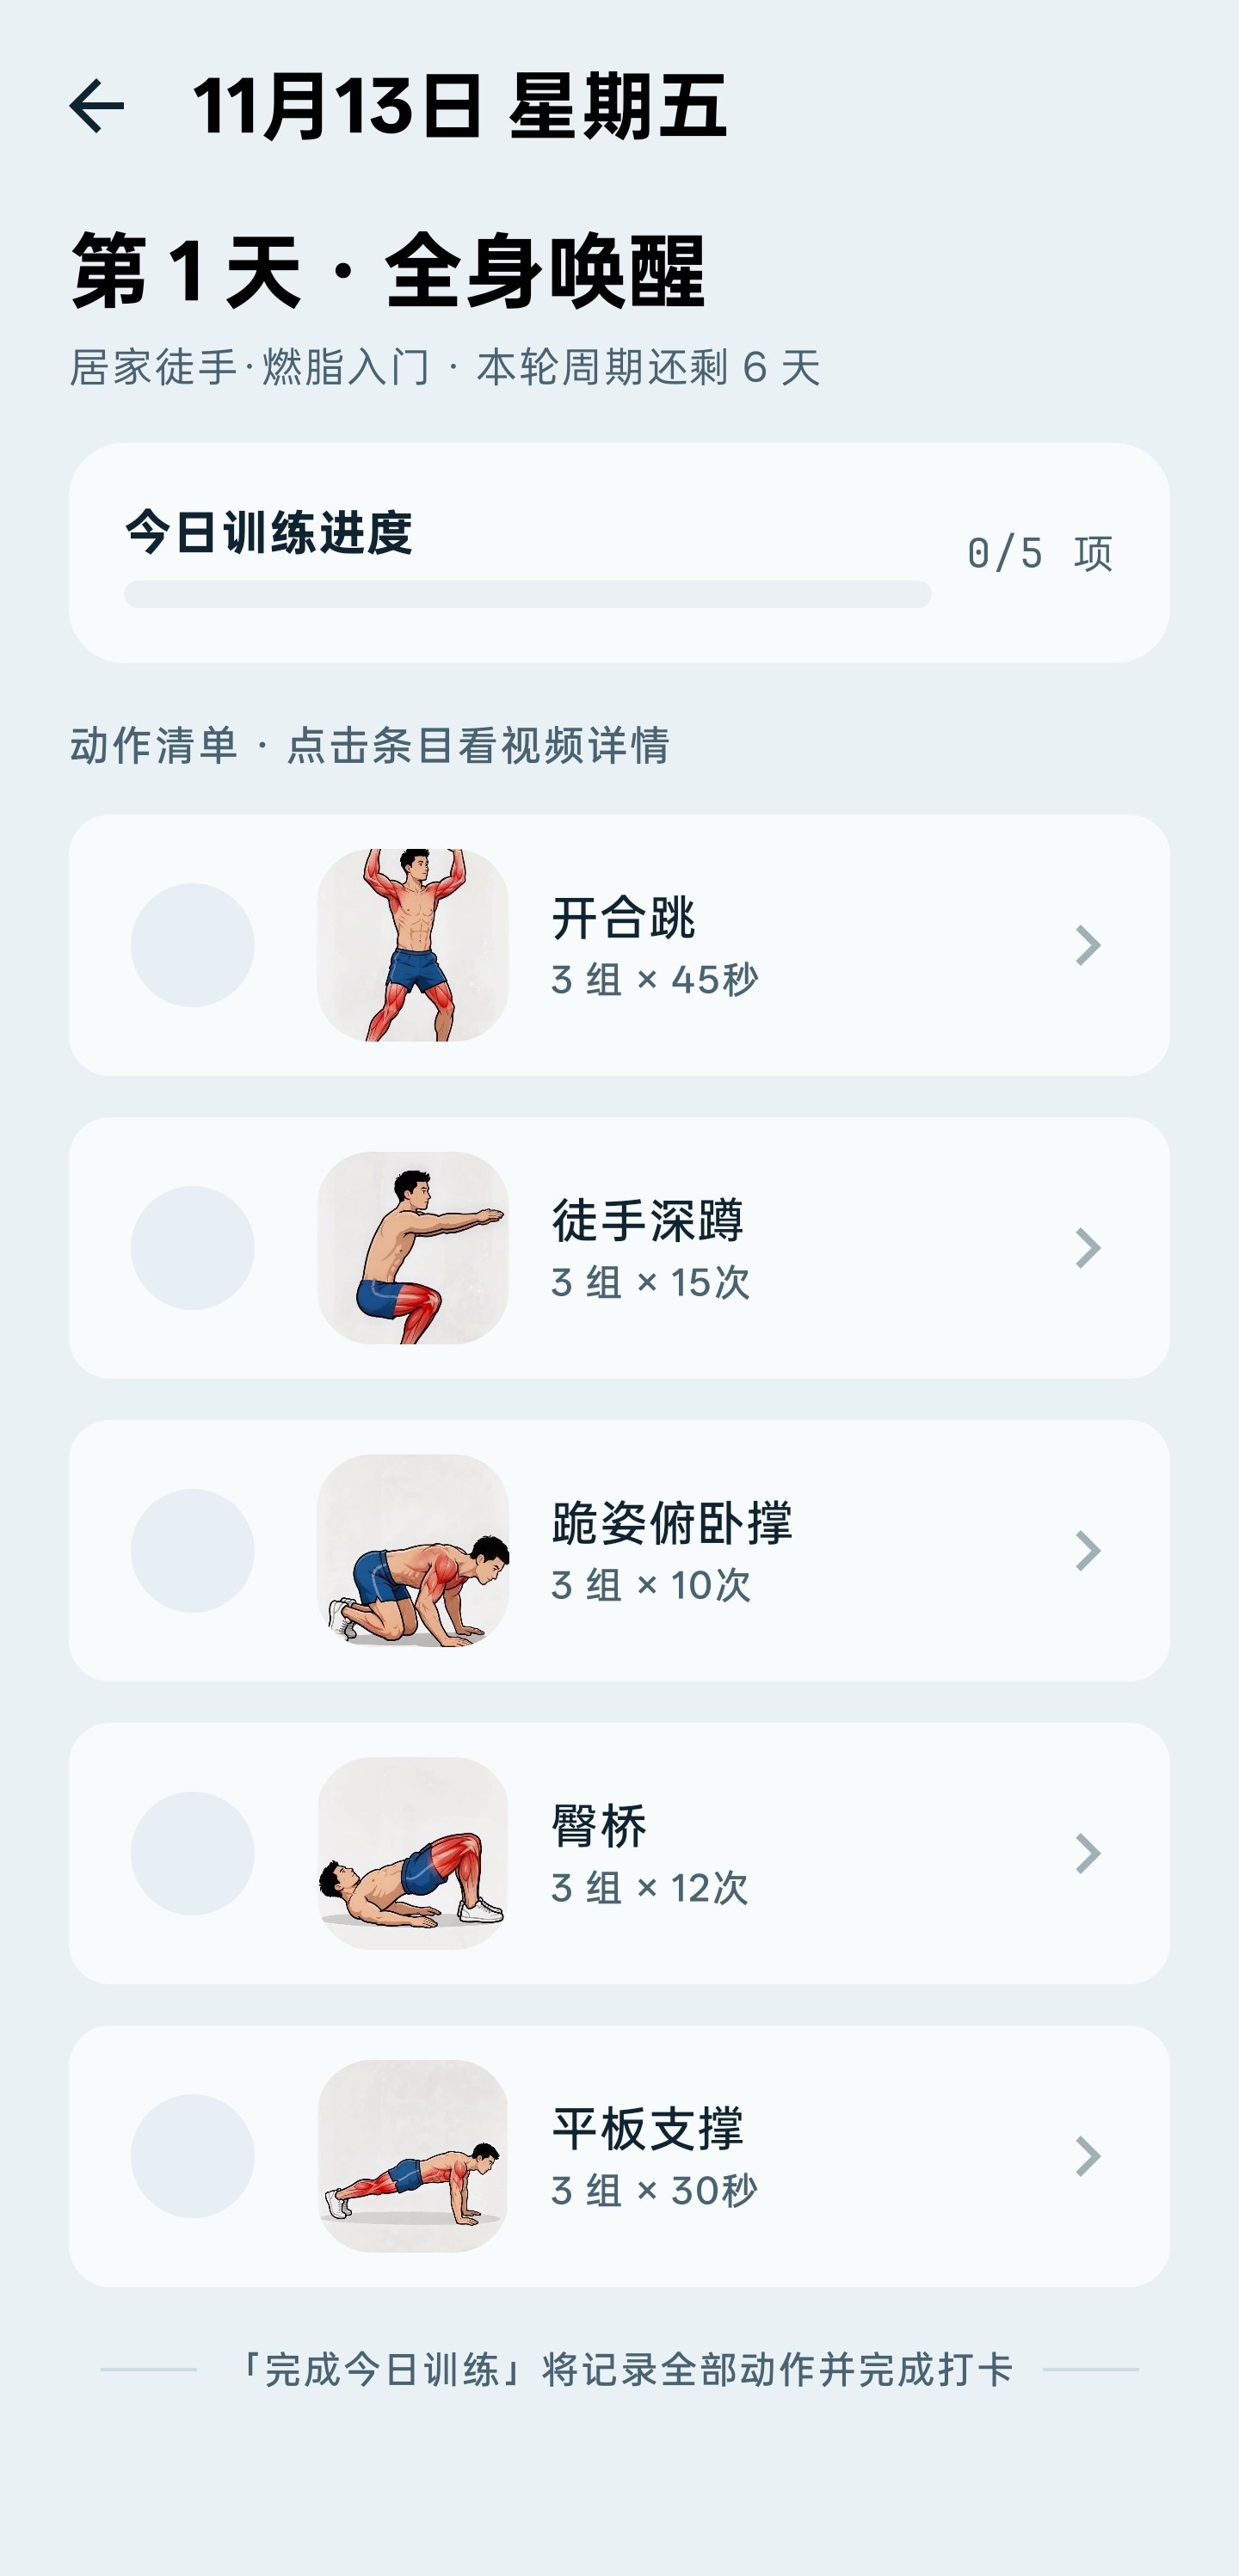 11月13日 星期五
第 1 天 · 全身唤醒
居家徒手·燃脂入门 · 本轮周期还剩 6 天
今日训练进度
0/5 项
动作清单 · 点击条目看视频详情
开合跳
3 组 × 45秒
徒手深蹲
3 组 × 15次
跪姿俯卧撑
3 组 × 10次
臀桥
3 组 × 12次
平板支撑
3 组 × 30秒
「完成今日训练」将记录全部动作并完成打卡